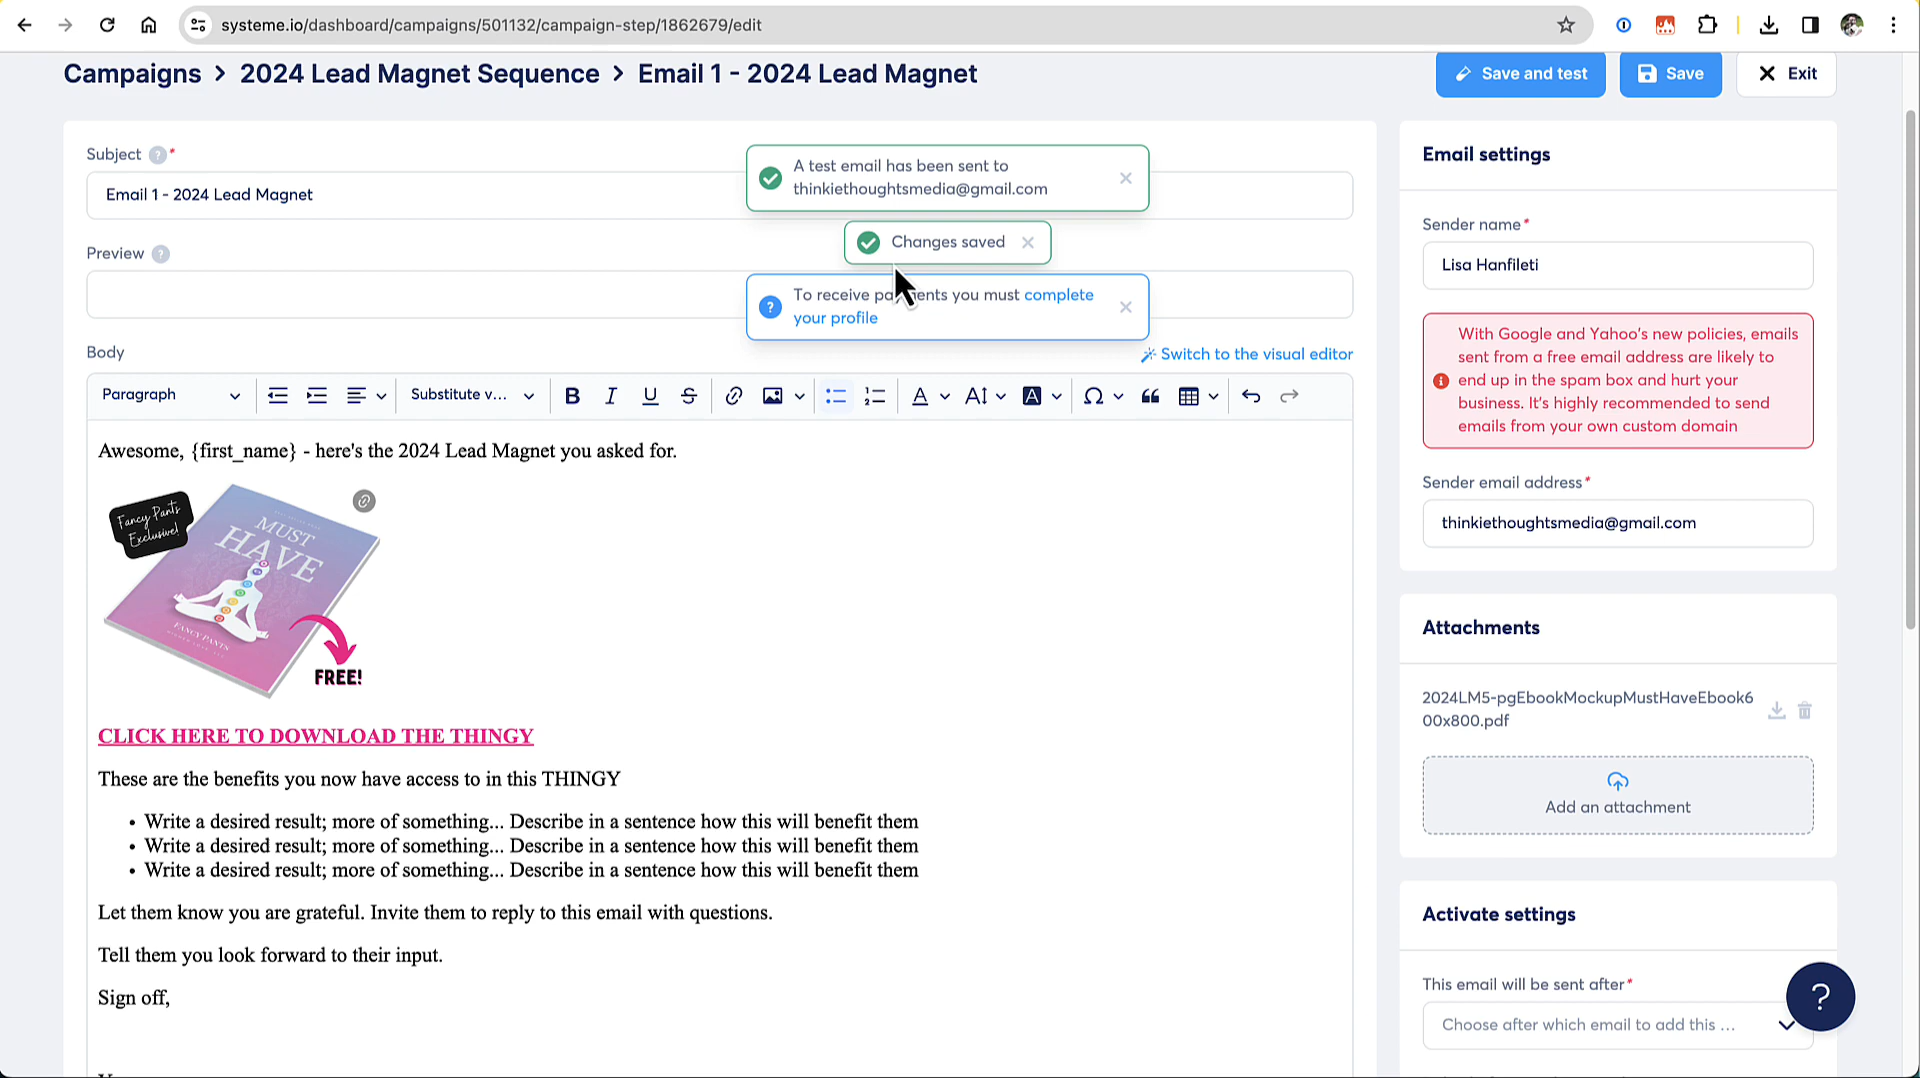 systeme.io/dashboard/campaigns/501132/campaign-step/1862679/edit
Campaigns > 2024 Lead Magnet Sequence > Email 1 - 2024 Lead Magnet
Save and test
Save
Exit
Subject ? *
Email 1 - 2024 Lead Magnet
A test email has been sent to
thinkiethoughtsmedia@gmail.com
Changes saved
Preview ?
To receive payments you must complete
your profile
Body
Switch to the visual editor
Paragraph
Substitute v...
Awesome, {first_name} - here's the 2024 Lead Magnet you asked for.
Fancy Pants
Exclusive!
MUST
HAVE
FANCY PANTS
FREE!
CLICK HERE TO DOWNLOAD THE THINGY
These are the benefits you now have access to in this THINGY
• Write a desired result; more of something... Describe in a sentence how this will benefit them
• Write a desired result; more of something... Describe in a sentence how this will benefit them
• Write a desired result; more of something... Describe in a sentence how this will benefit them
Let them know you are grateful. Invite them to reply to this email with questions.
Tell them you look forward to their input.
Sign off,
Email settings
Sender name*
Lisa Hanfileti
With Google and Yahoo's new policies, emails
sent from a free email address are likely to
end up in the spam box and hurt your
business. It's highly recommended to send
emails from your own custom domain
Sender email address*
thinkiethoughtsmedia@gmail.com
Attachments
2024LM5-pgEbookMockupMustHaveEbook6
00x800.pdf
Add an attachment
Activate settings
This email will be sent after*
Choose after which email to add this ...
?